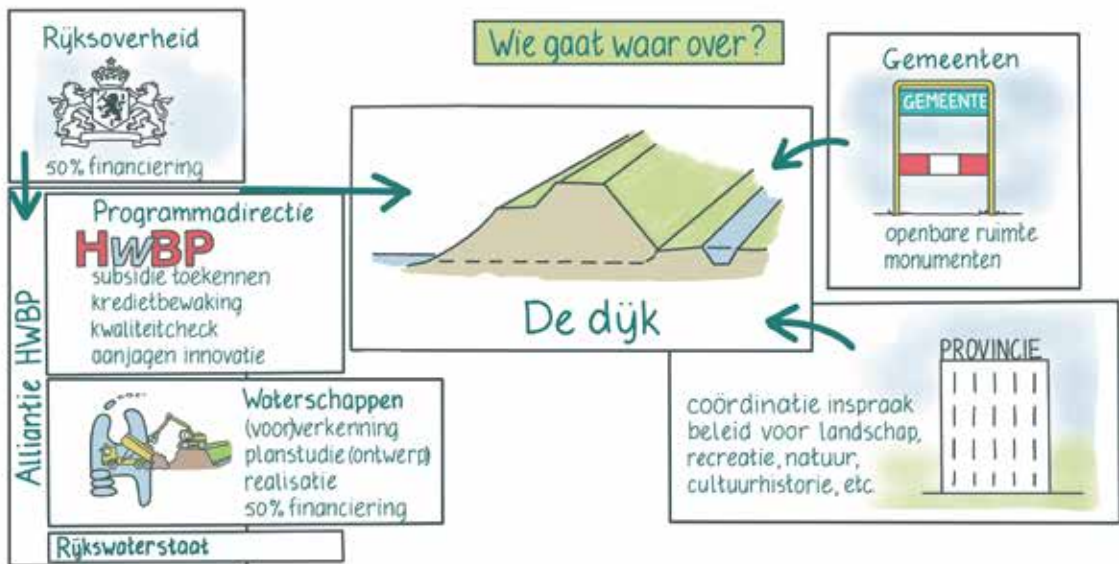 Wie gaat waar over?
Rijksoverheid
50% financiering
Alliantie HWBP
Programmadirectie
HWBP
subsidie toekennen
kredietbewaking
kwaliteitcheck
aanjagen innovatie
Waterschappen
(voor)verkenning
planstudie (ontwerp)
realisatie
50% financiering
Rijkswaterstaat
De dijk
Gemeenten
GEMEENTE
openbare ruimte
monumenten
PROVINCIE
coördinatie inspraak
beleid voor landschap,
recreatie, natuur,
cultuurhistorie, etc.